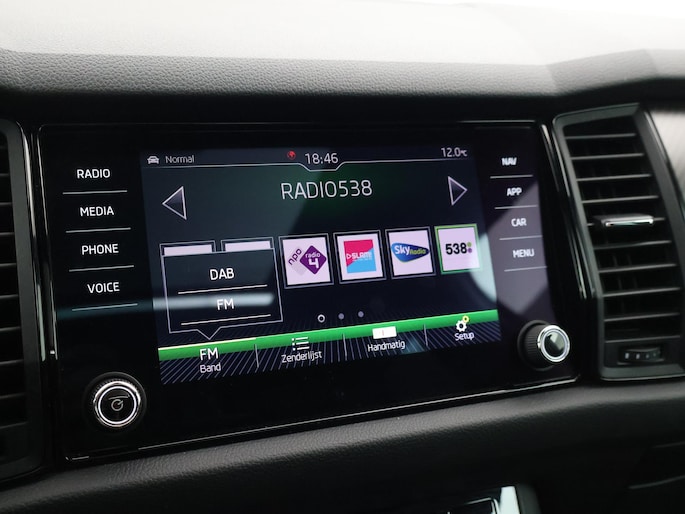 Normal 18:46 12.0°C
RADIO538
RADIO
MEDIA
PHONE
VOICE
NAV
APP
CAR
MENU
npo radio 4
Sky radio
538
DAB
FM
FM Band
Zenderlijst
Handmatig
Setup